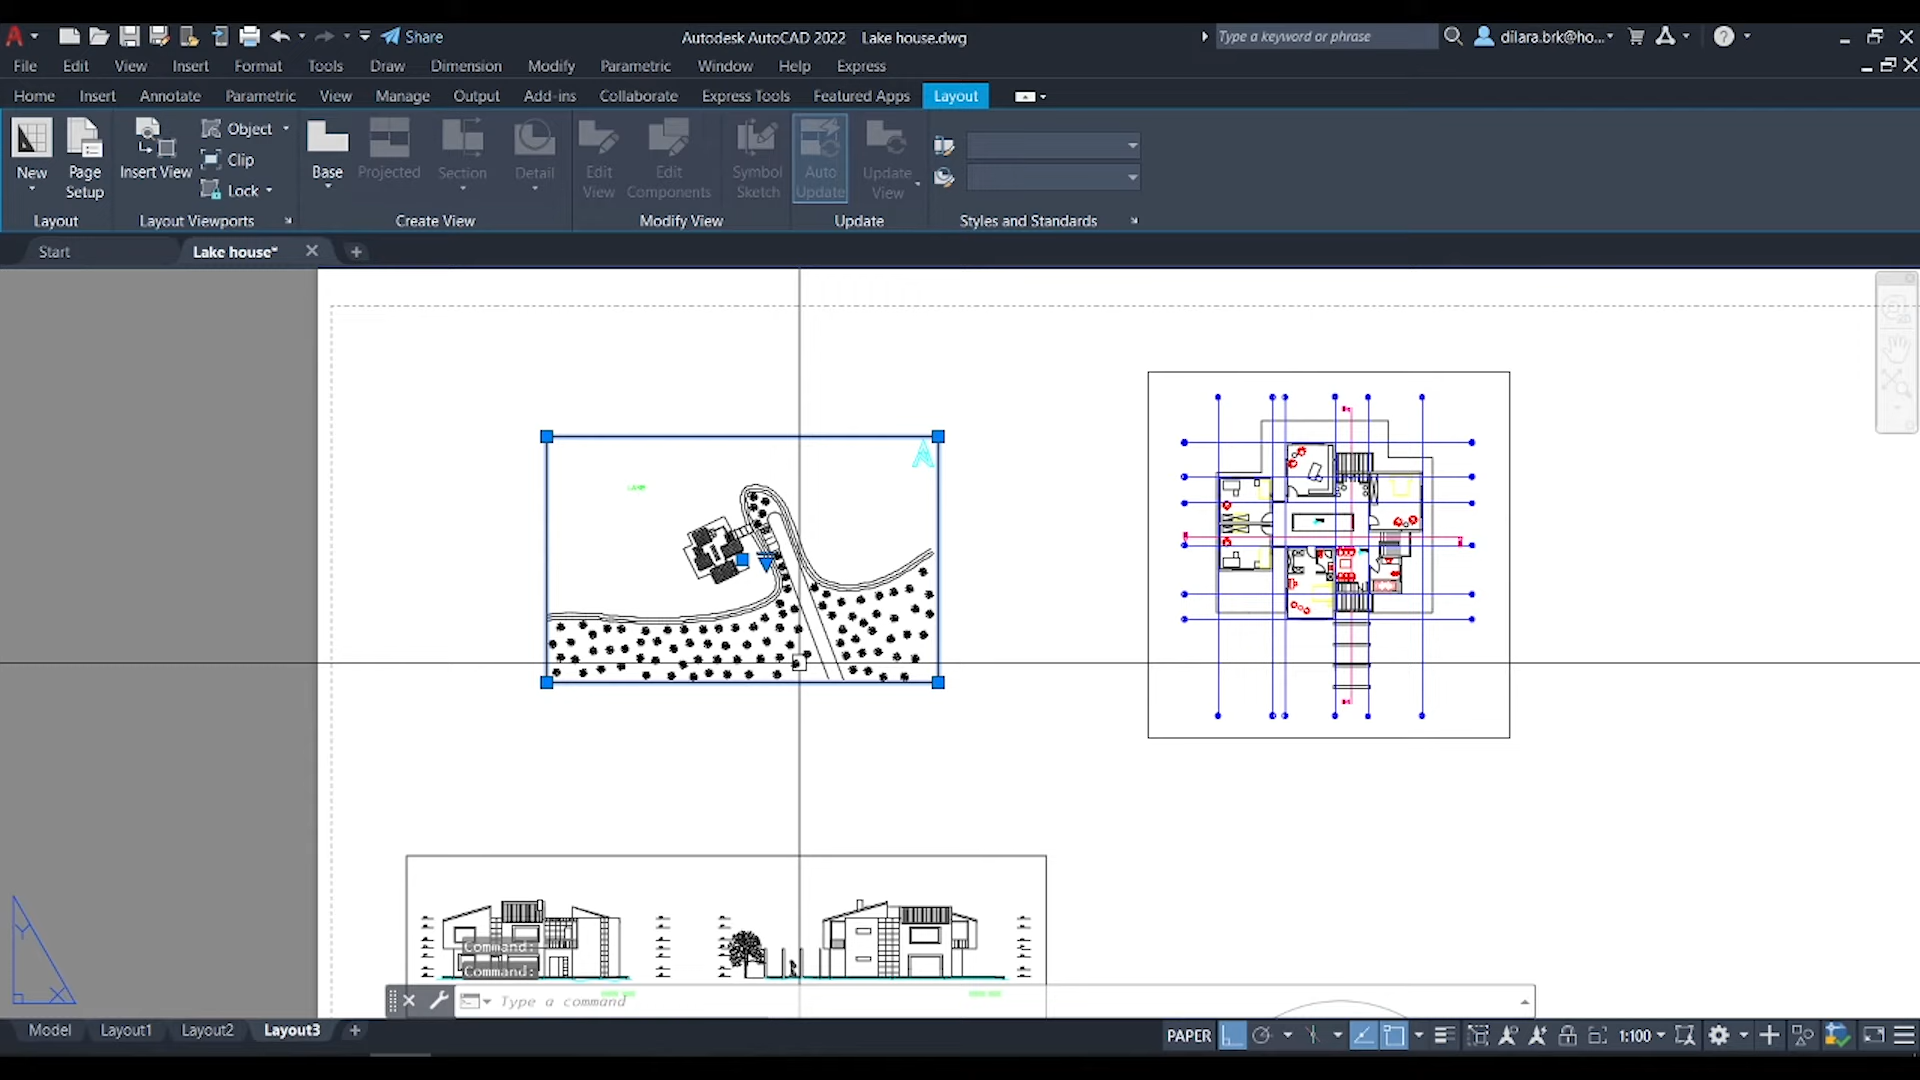 Share
Autodesk AutoCAD 2022 Lake house.dwg
Type a keyword or phrase
dilara.brk@ho...
File Edit View Insert Format Tools Draw Dimension Modify Parametric Window Help Express
Home Insert Annotate Parametric View Manage Output Add-ins Collaborate Express Tools Featured Apps Layout
New
Page Setup
Insert View
Object
Clip
Lock
Base
Projected
Section
Detail
Edit View
Edit Components
Symbol Sketch
Auto Update
Update View
Layout Layout Viewports Create View Modify View Update Styles and Standards
Start Lake house*
LAKE
Y
X
Command:
Command:
Type a command
Model Layout1 Layout2 Layout3
PAPER
1:100